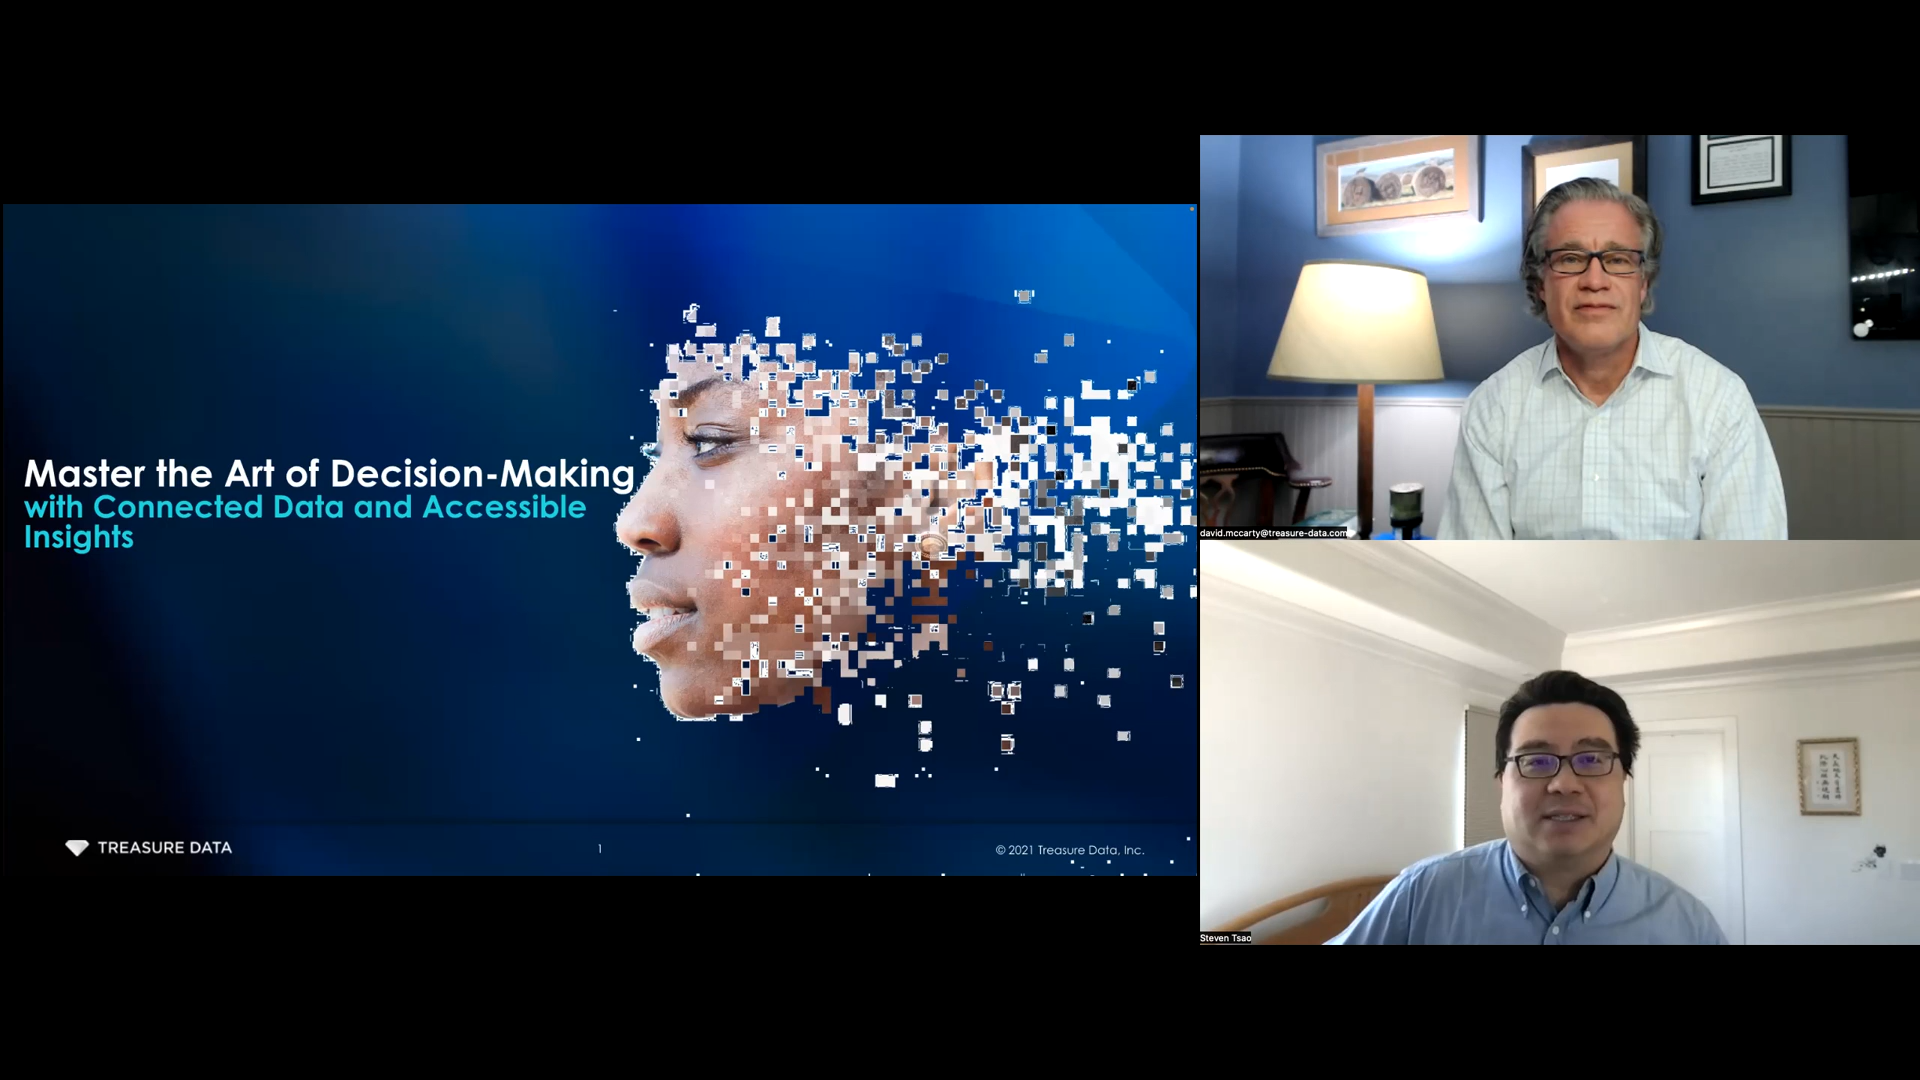 Master the Art of Decision-Making
with Connected Data and Accessible
Insights
TREASURE DATA
1
© 2021 Treasure Data, Inc.
david.mccarty@treasure-data.com
Steven Tsao